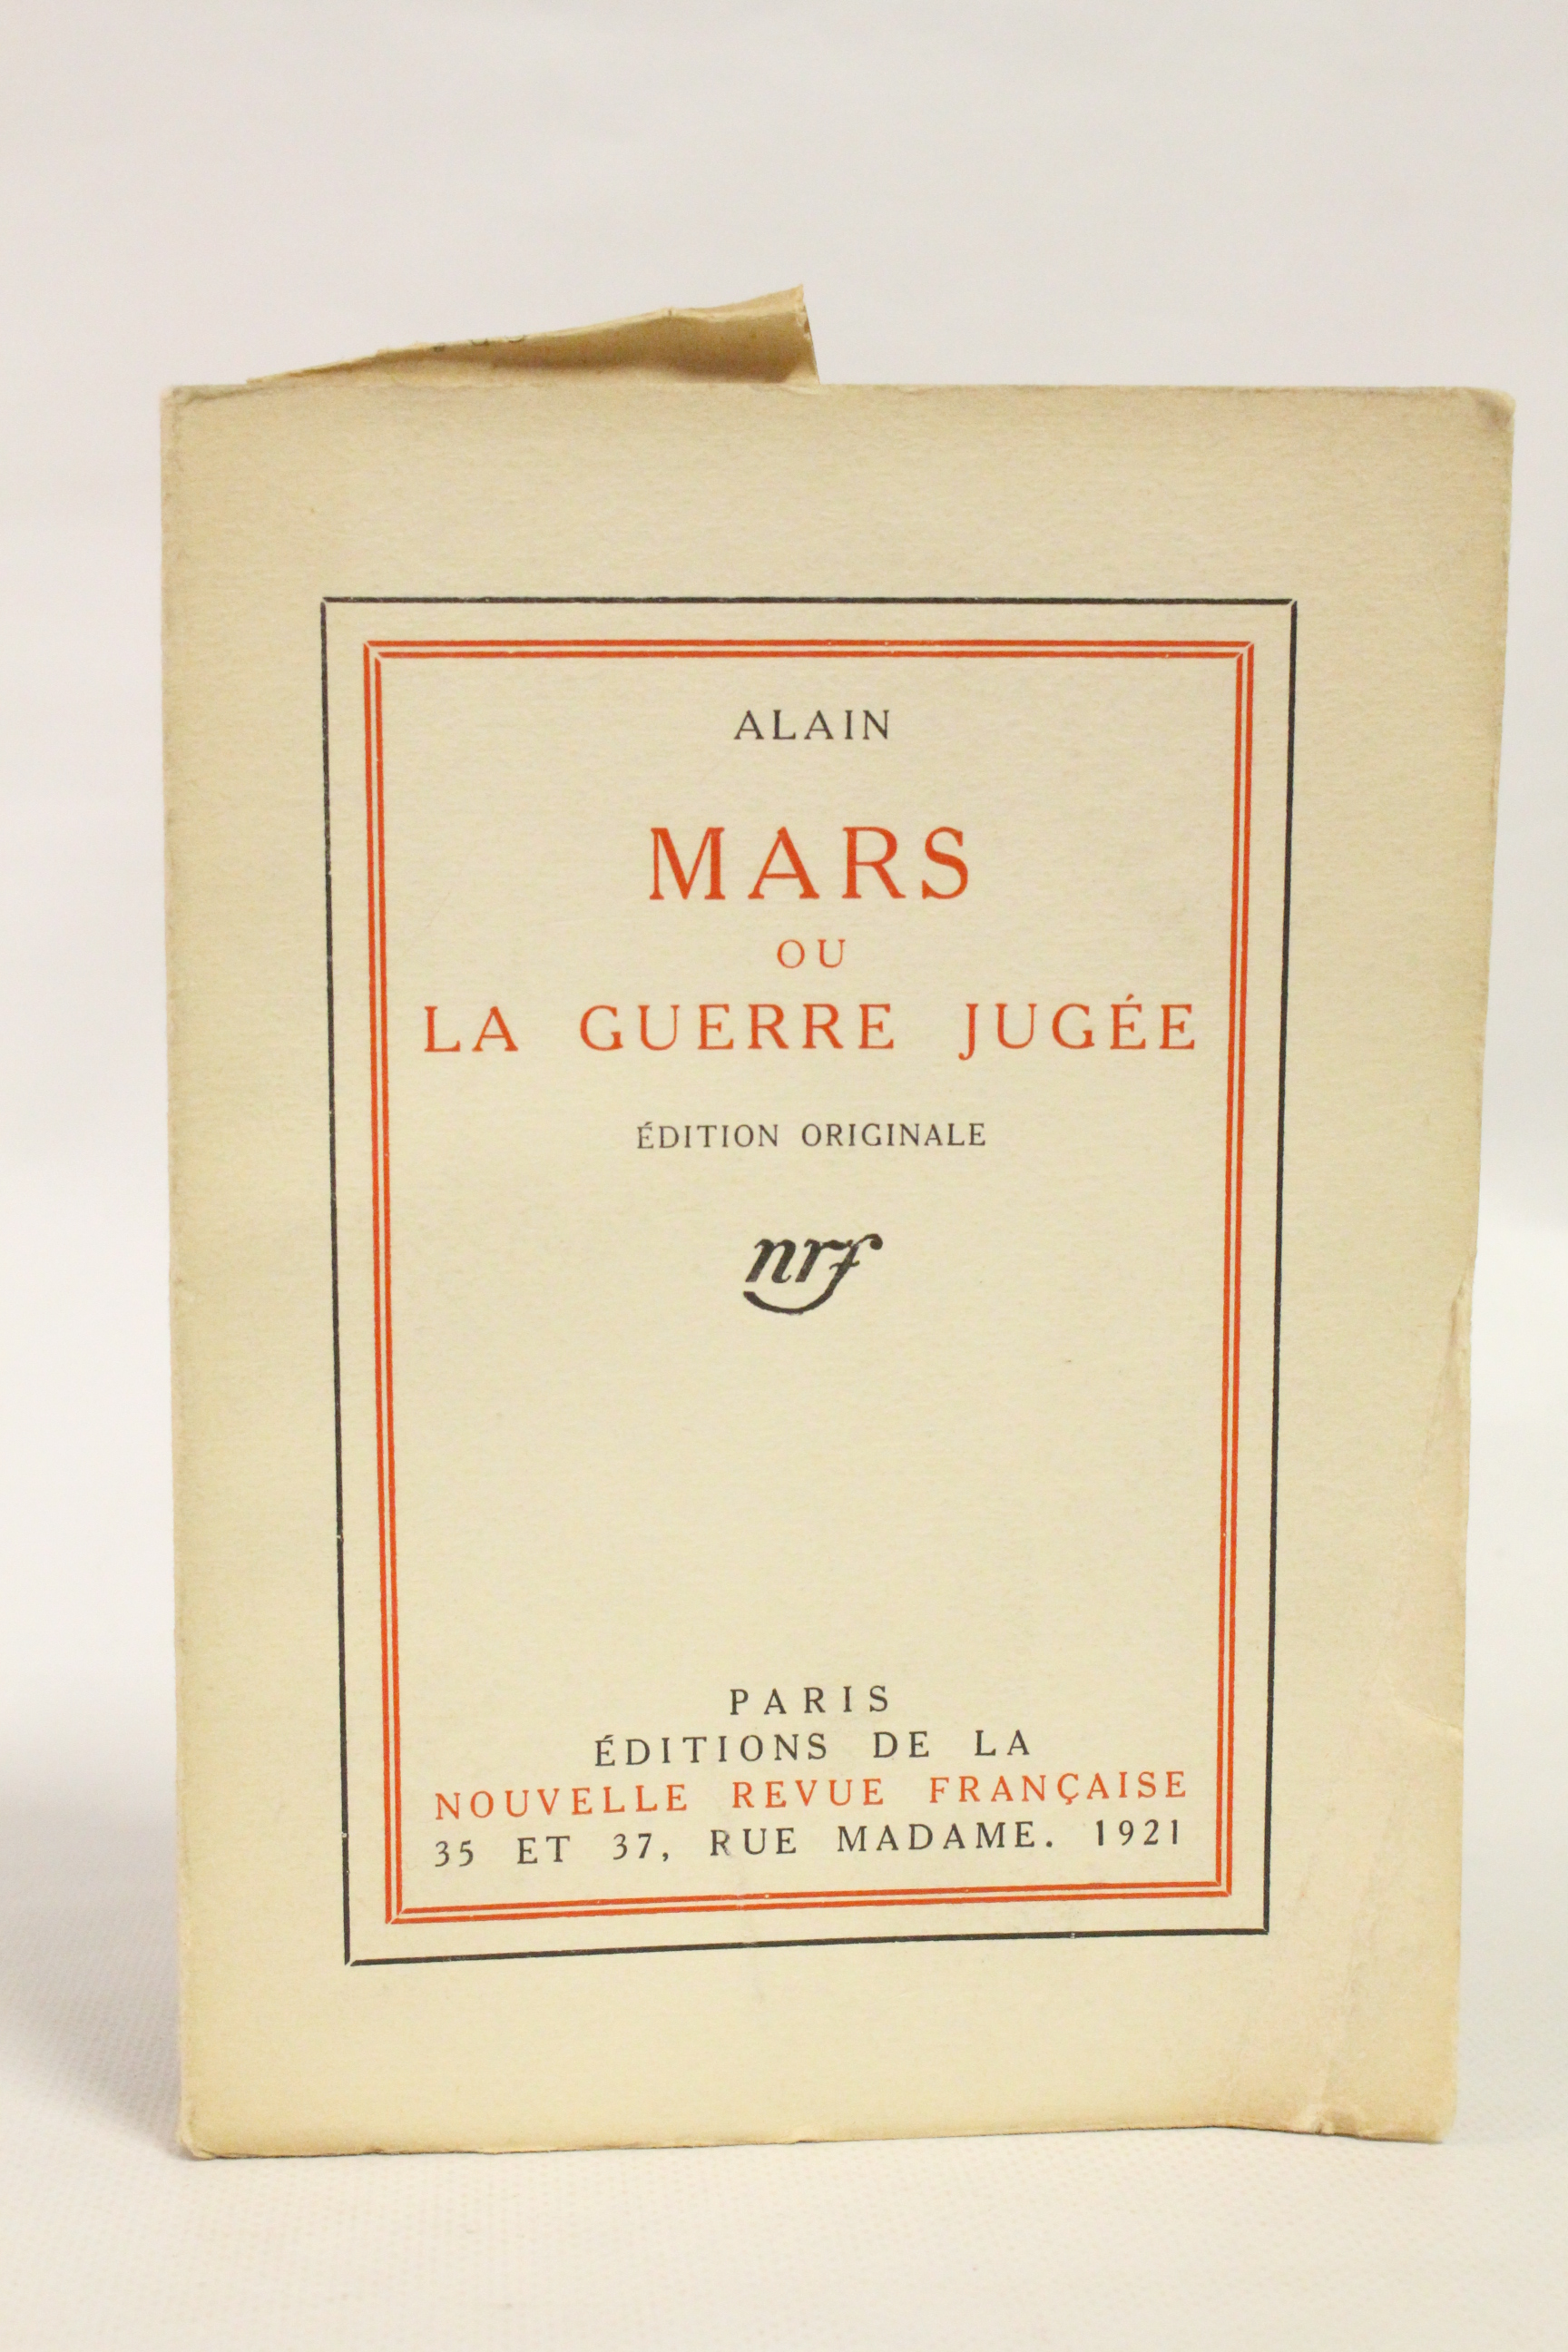 ALAIN
MARS
OU
LA GUERRE JUGÉE
ÉDITION ORIGINALE
nrf
PARIS
ÉDITIONS DE LA
NOUVELLE REVUE FRANÇAISE
35 ET 37, RUE MADAME. 1921